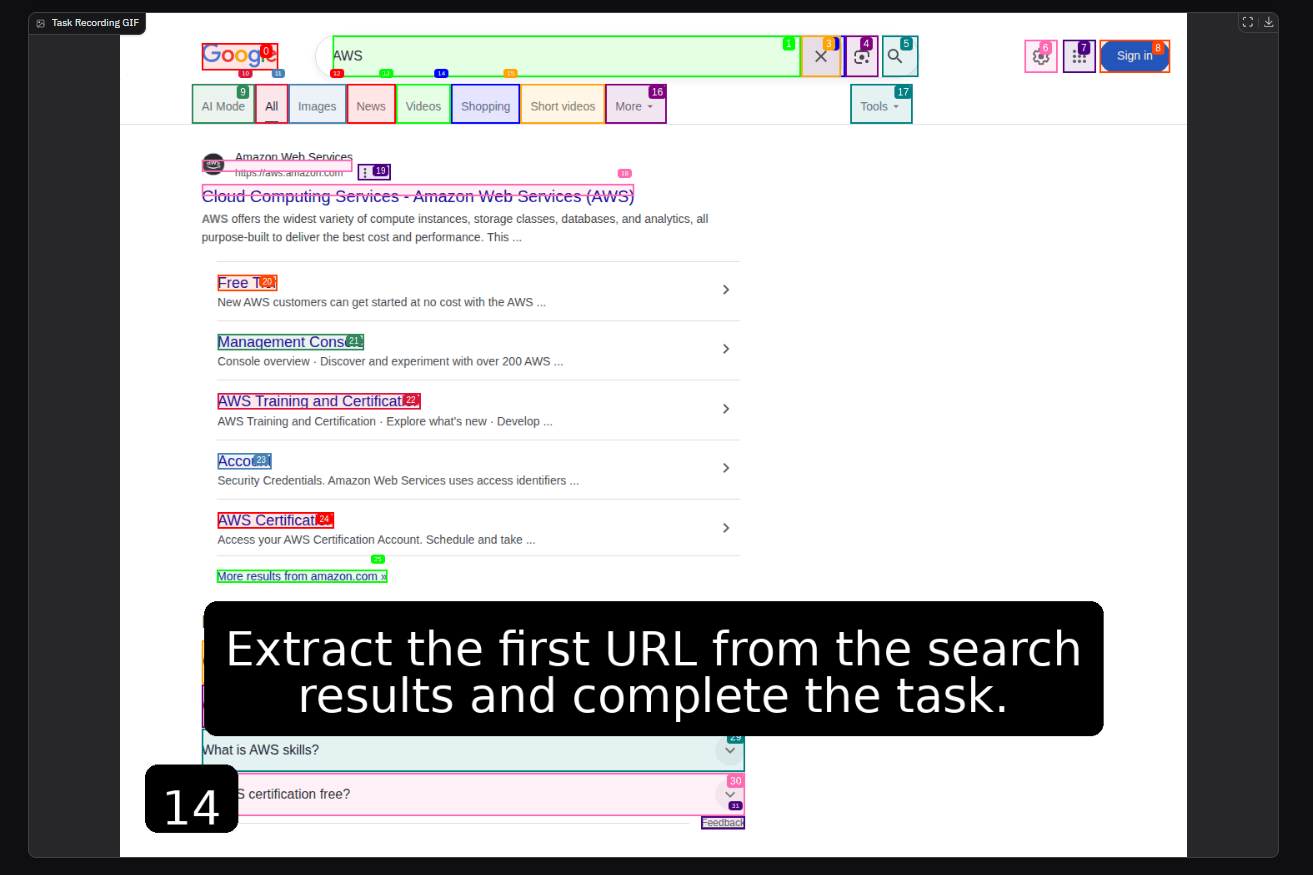 Task Recording GIF
Google 0
AWS 1 3 4 5 6 7 Sign in 8
10 11 12 13 14 15
AI Mode 9 All Images News Videos Shopping Short videos More 16 Tools 17
aws Amazon Web Services
https://aws.amazon.com 19
18
Cloud Computing Services - Amazon Web Services (AWS)
AWS offers the widest variety of compute instances, storage classes, databases, and analytics, all
purpose-built to deliver the best cost and performance. This ...
Free 20
New AWS customers can get started at no cost with the AWS ...
Management 21
Console overview · Discover and experiment with over 200 AWS ...
AWS Training and 22
AWS Training and Certification · Explore what's new · Develop ...
23
Security Credentials. Amazon Web Services uses access identifiers ...
AWS 24
Access your AWS Certification Account. Schedule and take ...
25
More results from amazon.com »
Extract the first URL from the search
results and complete the task.
29
What is AWS skills?
30
certification free?
31
14
Feedback